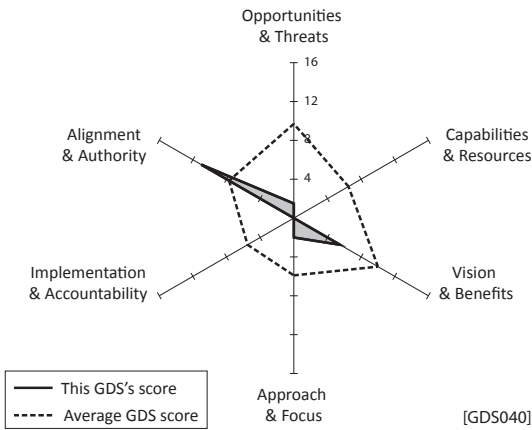 Opportunities
& Threats
16
12
8
4
Alignment
& Authority
Capabilities
& Resources
Implementation
& Accountability
Vision
& Benefits
Approach
& Focus
This GDS's score
Average GDS score
[GDS040]